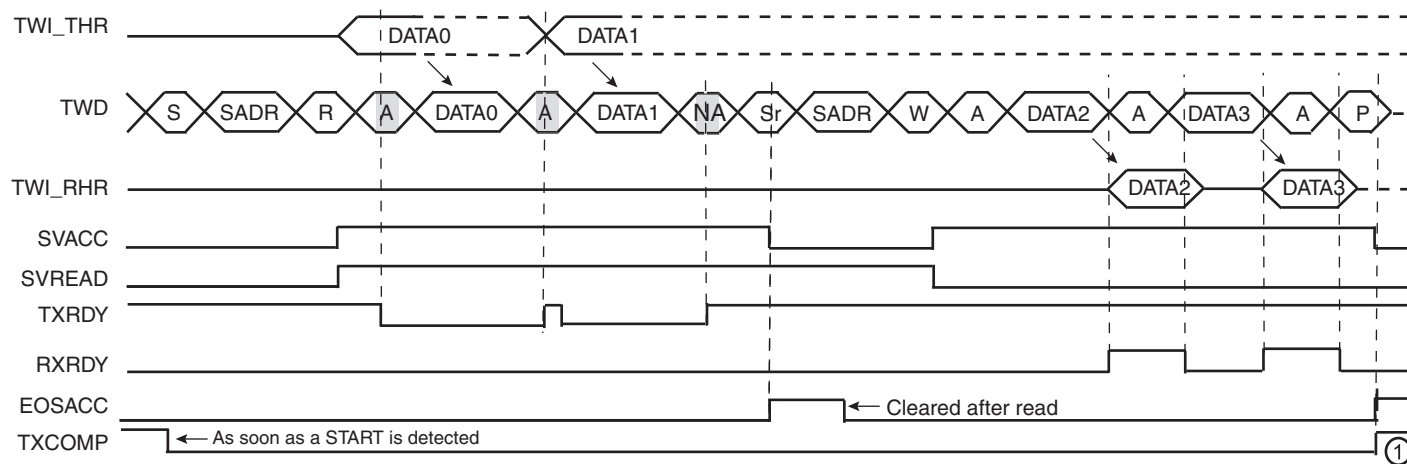 TWI_THR DATA0 DATA1
TWD S SADR R A DATA0 A DATA1 NA Sr SADR W A DATA2 A DATA3 A P
TWI_RHR DATA2 DATA3
SVACC
SVREAD
TXRDY
RXRDY
EOSACC Cleared after read
TXCOMP As soon as a START is detected 1